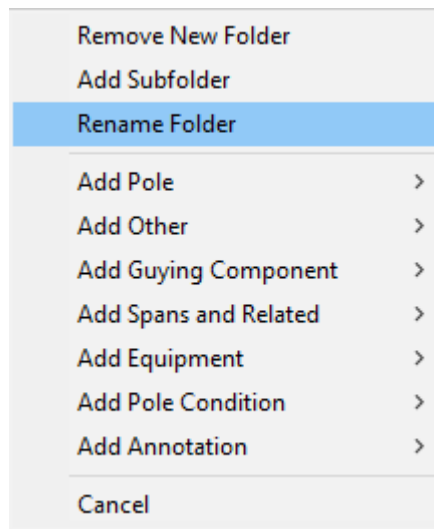 Remove New Folder
Add Subfolder
Rename Folder
Add Pole
Add Other
Add Guying Component
Add Spans and Related
Add Equipment
Add Pole Condition
Add Annotation
Cancel